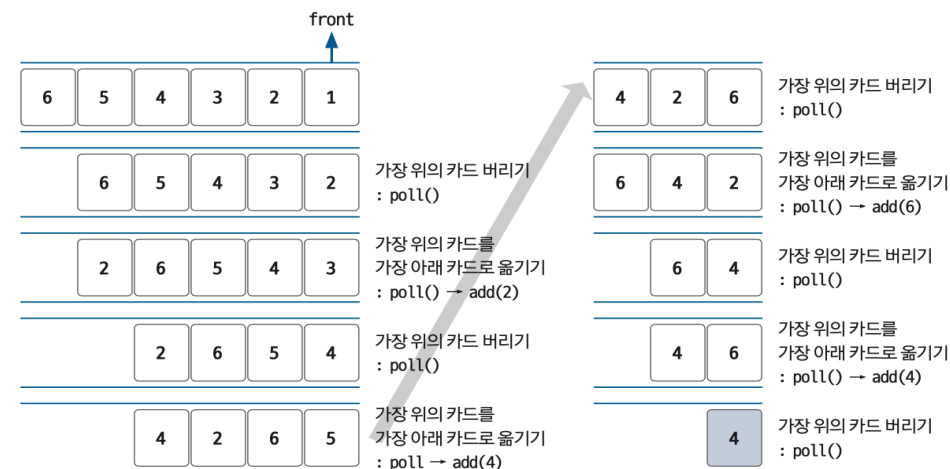 front
6 5 4 3 2 1
6 5 4 3 2
가장 위의 카드 버리기
: poll()
2 6 5 4 3
가장 위의 카드를
가장 아래 카드로 옮기기
: poll() → add(2)
2 6 5 4
가장 위의 카드 버리기
: poll()
4 2 6 5
가장 위의 카드를
가장 아래 카드로 옮기기
: poll → add(4)
4 2 6
가장 위의 카드 버리기
: poll()
6 4 2
가장 위의 카드를
가장 아래 카드로 옮기기
: poll() → add(6)
6 4
가장 위의 카드 버리기
: poll()
4 6
가장 위의 카드를
가장 아래 카드로 옮기기
: poll() → add(4)
4
가장 위의 카드 버리기
: poll()